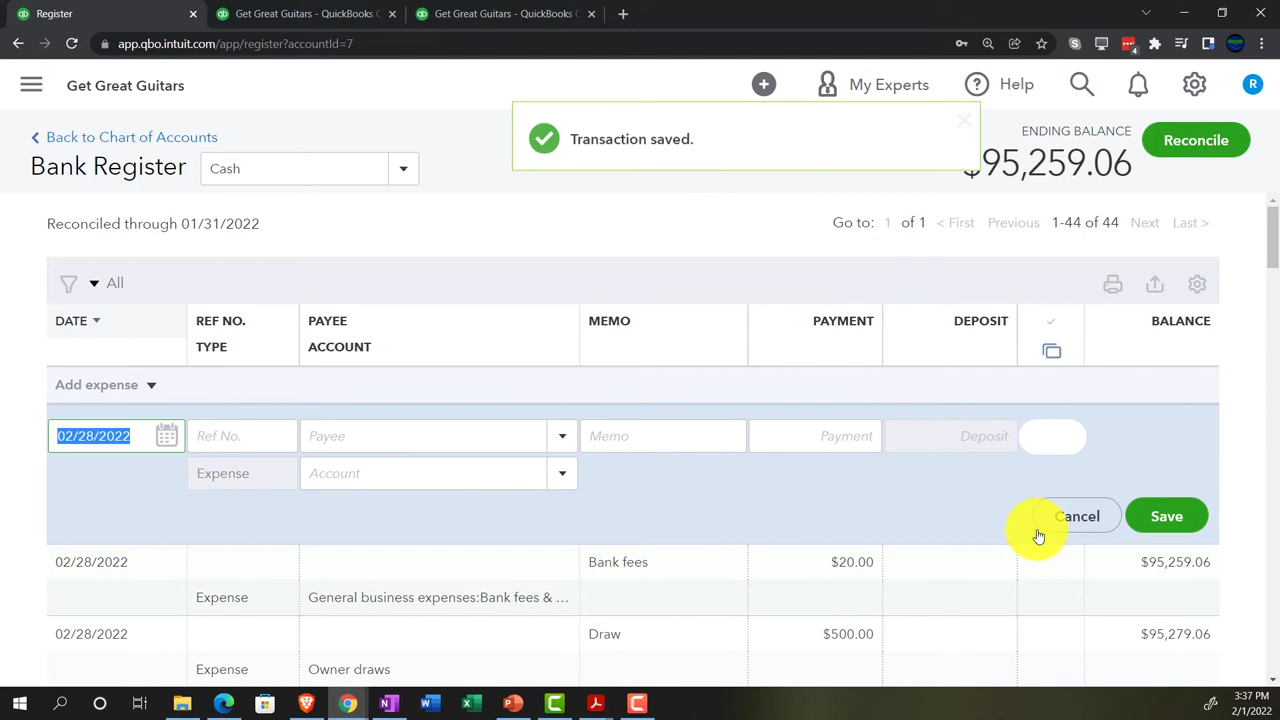 Register
Get Great Guitars - QuickBooks C
Get Great Guitars - QuickBooks C
app.qbo.intuit.com/app/register?accountId=7
4
Get Great Guitars
My Experts
Help
R
Back to Chart of Accounts
Transaction saved.
ENDING BALANCE
Reconcile
Bank Register
Cash
$95,259.06
Reconciled through 01/31/2022
Go to: 1 of 1 < First Previous 1-44 of 44 Next Last >
All
DATE
REF NO.
PAYEE
MEMO
PAYMENT
DEPOSIT
BALANCE
TYPE
ACCOUNT
Add expense
02/28/2022
Ref No.
Payee
Memo
Payment
Deposit
Expense
Account
Cancel
Save
02/28/2022
Bank fees
$20.00
$95,259.06
Expense
General business expenses:Bank fees & ...
02/28/2022
Draw
$500.00
$95,279.06
Expense
Owner draws
3:37 PM
2/1/2022